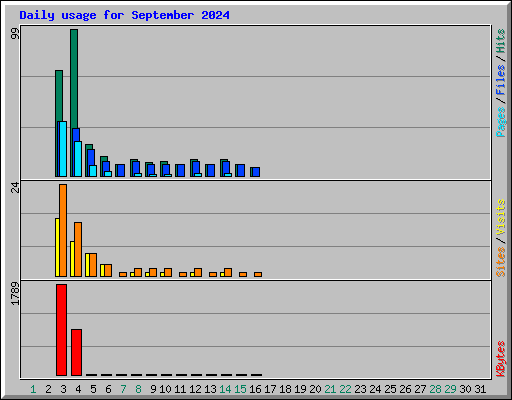 Daily usage for September 2024
99
24
1789
Pages/Files/Hits
Sites/Visits
KBytes
1 2 3 4 5 6 7 8 9 10 11 12 13 14 15 16 17 18 19 20 21 22 23 24 25 26 27 28 29 30 31